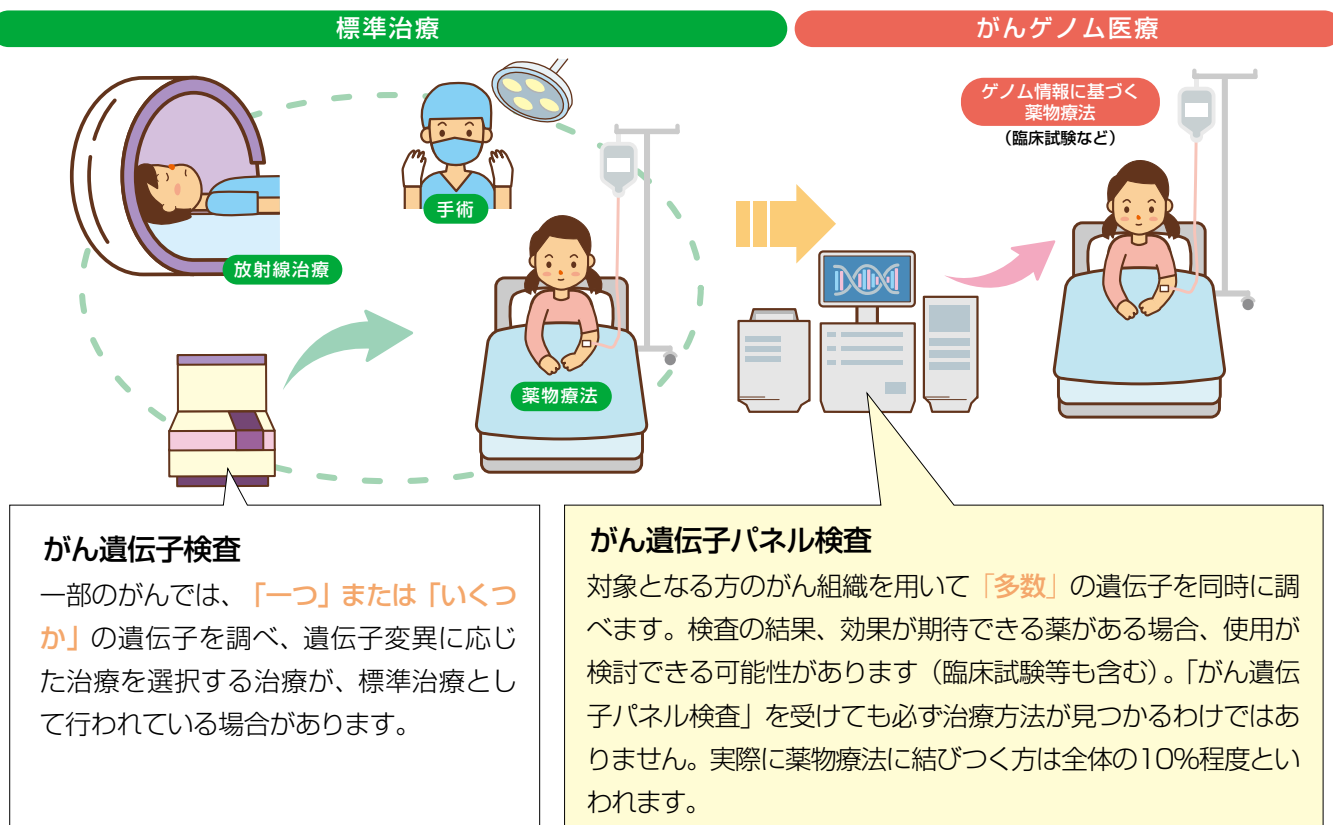 標準治療
がんゲノム医療
ゲノム情報に基づく
薬物療法
（臨床試験など）
手術
放射線治療
薬物療法
がん遺伝子検査
一部のがんでは、「一つ」または「いくつ
か」の遺伝子を調べ、遺伝子変異に応じ
た治療を選択する治療が、標準治療とし
て行われている場合があります。
がん遺伝子パネル検査
対象となる方のがん組織を用いて「多数」の遺伝子を同時に調
べます。検査の結果、効果が期待できる薬がある場合、使用が
検討できる可能性があります（臨床試験等も含む）。「がん遺伝
子パネル検査」を受けても必ず治療方法が見つかるわけではあ
りません。実際に薬物療法に結びつく方は全体の10%程度とい
われます。